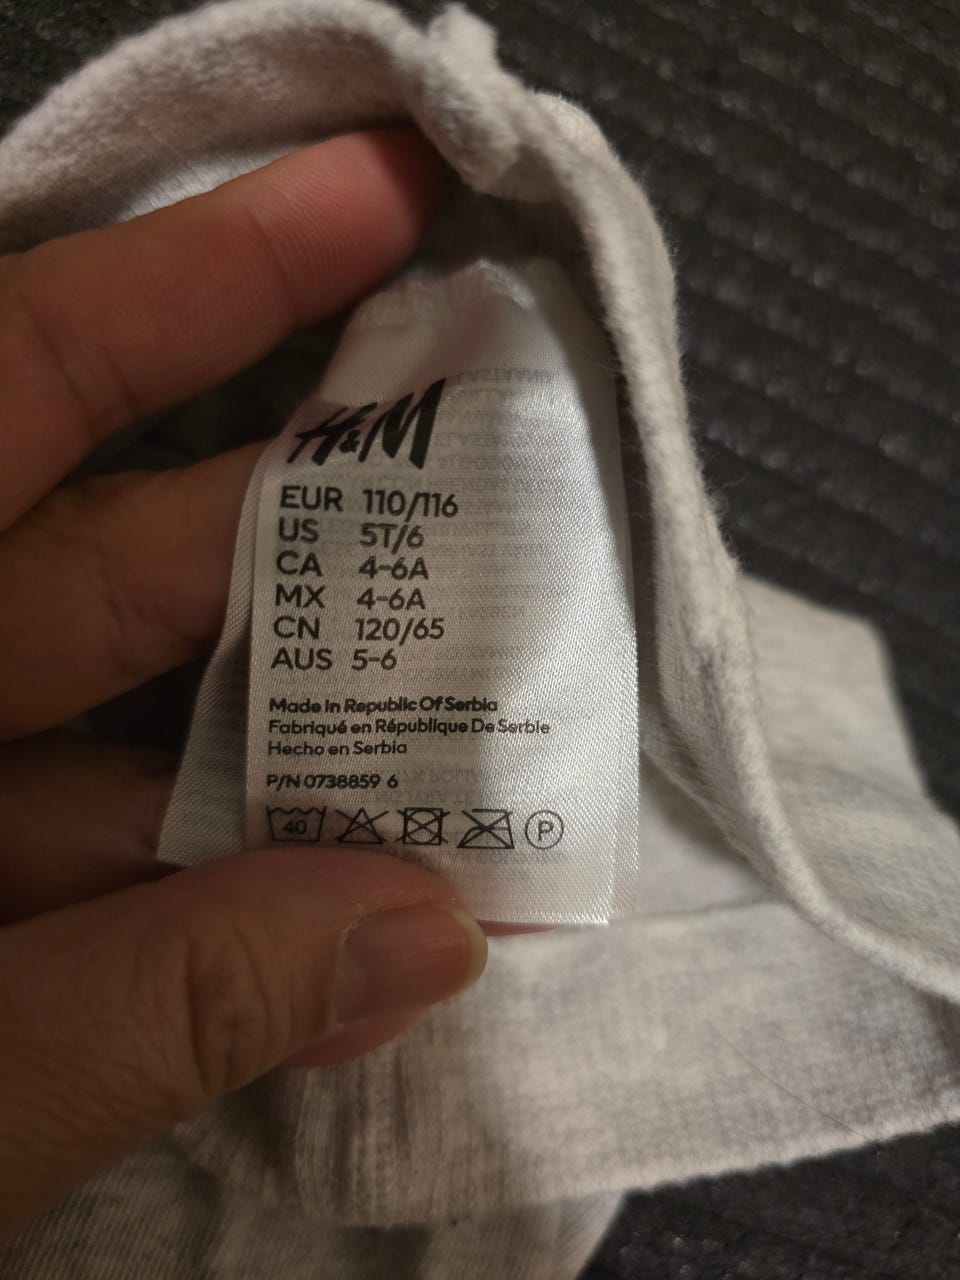 H&M
EUR 110/116
US 5T/6
CA 4-6A
MX 4-6A
CN 120/65
AUS 5-6
Made In Republic Of Serbia
Fabriqué en République De Serbie
Hecho en Serbia
P/N 0738859 6
40 P